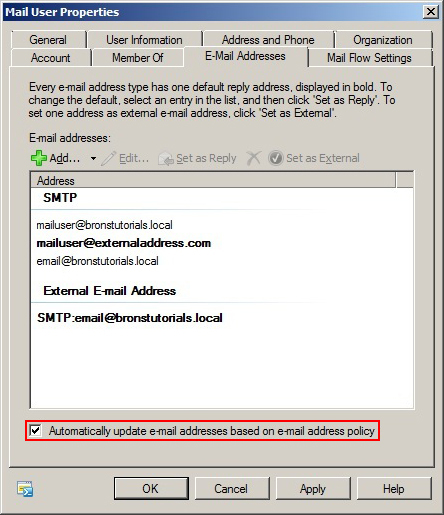 Mail User Properties
General User Information Address and Phone Organization
Account Member Of E-Mail Addresses Mail Flow Settings
Every e-mail address type has one default reply address, displayed in bold. To
change the default, select an entry in the list, and then click 'Set as Reply'. To
set one address as external e-mail address, click 'Set as External'.
E-mail addresses:
Add... Edit... Set as Reply Set as External
Address
SMTP
mailuser@bronstutorials.local
mailuser@externaladdress.com
email@bronstutorials.local
External E-mail Address
SMTP:email@bronstutorials.local
Automatically update e-mail addresses based on e-mail address policy
OK Cancel Apply Help